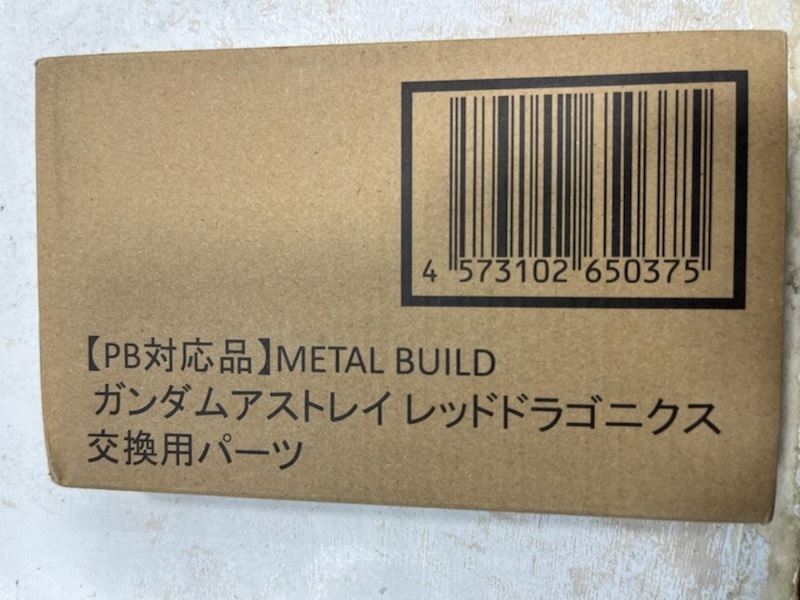 4 573102 650375
【PB対応品】METAL BUILD
ガンダムアストレイ レッドドラゴニクス
交換用パーツ